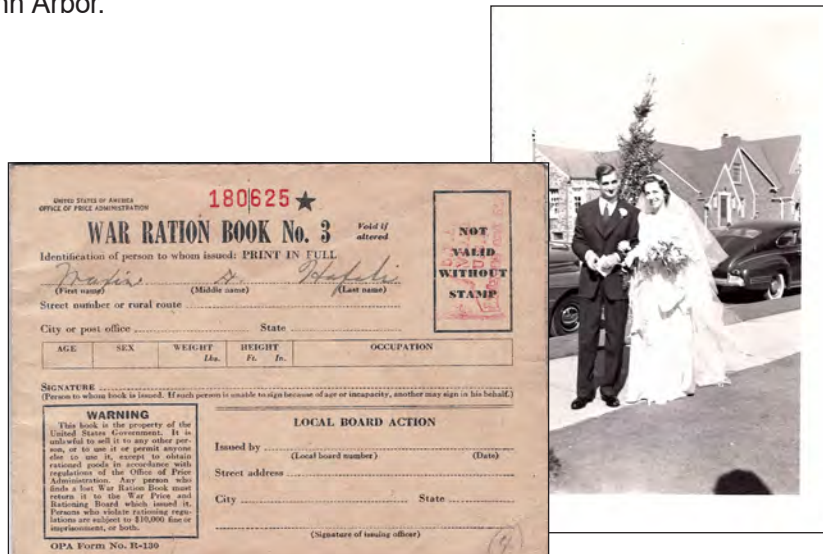 nn Arbor.
UNITED STATES OF AMERICA
OFFICE OF PRICE ADMINISTRATION
180625 ★
WAR RATION BOOK No. 3
Void if
altered
NOT
VALID
WITHOUT
STAMP
Identification of person to whom issued: PRINT IN FULL
(First name) (Middle name) (Last name)
Street number or rural route
City or post office State
AGE SEX WEIGHT HEIGHT OCCUPATION
Lbs. Ft. In.
SIGNATURE
(Person to whom book is issued. If such person is unable to sign because of age or incapacity, another may sign in his behalf.)
WARNING
This book is the property of the
United States Government. It is
unlawful to sell it to any other per-
son, or to use it or permit anyone
else to use it, except to obtain
rationed goods in accordance with
regulations of the Office of Price
Administration. Any person who
finds a lost War Ration Book must
return it to the War Price and
Rationing Board which issued it.
Persons who violate rationing regu-
lations are subject to $10,000 fine or
imprisonment, or both.
OPA Form No. R-130
LOCAL BOARD ACTION
Issued by
(Local board number) (Date)
Street address
City State
(Signature of issuing officer)